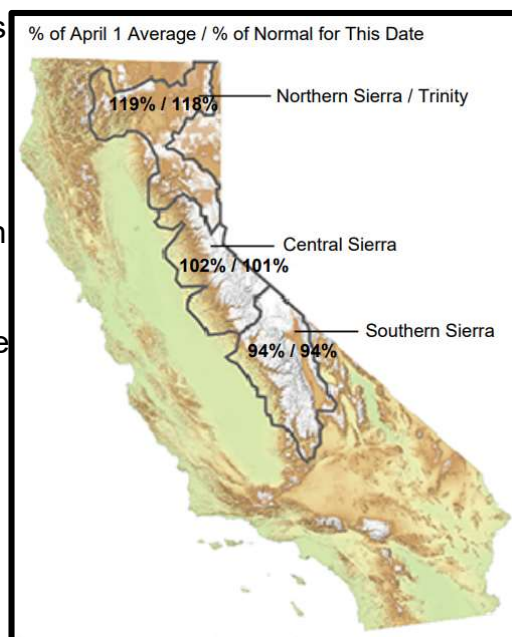 s
% of April 1 Average / % of Normal for This Date
119% / 118%
Northern Sierra / Trinity
n
Central Sierra
102% / 101%
e
Southern Sierra
94% / 94%